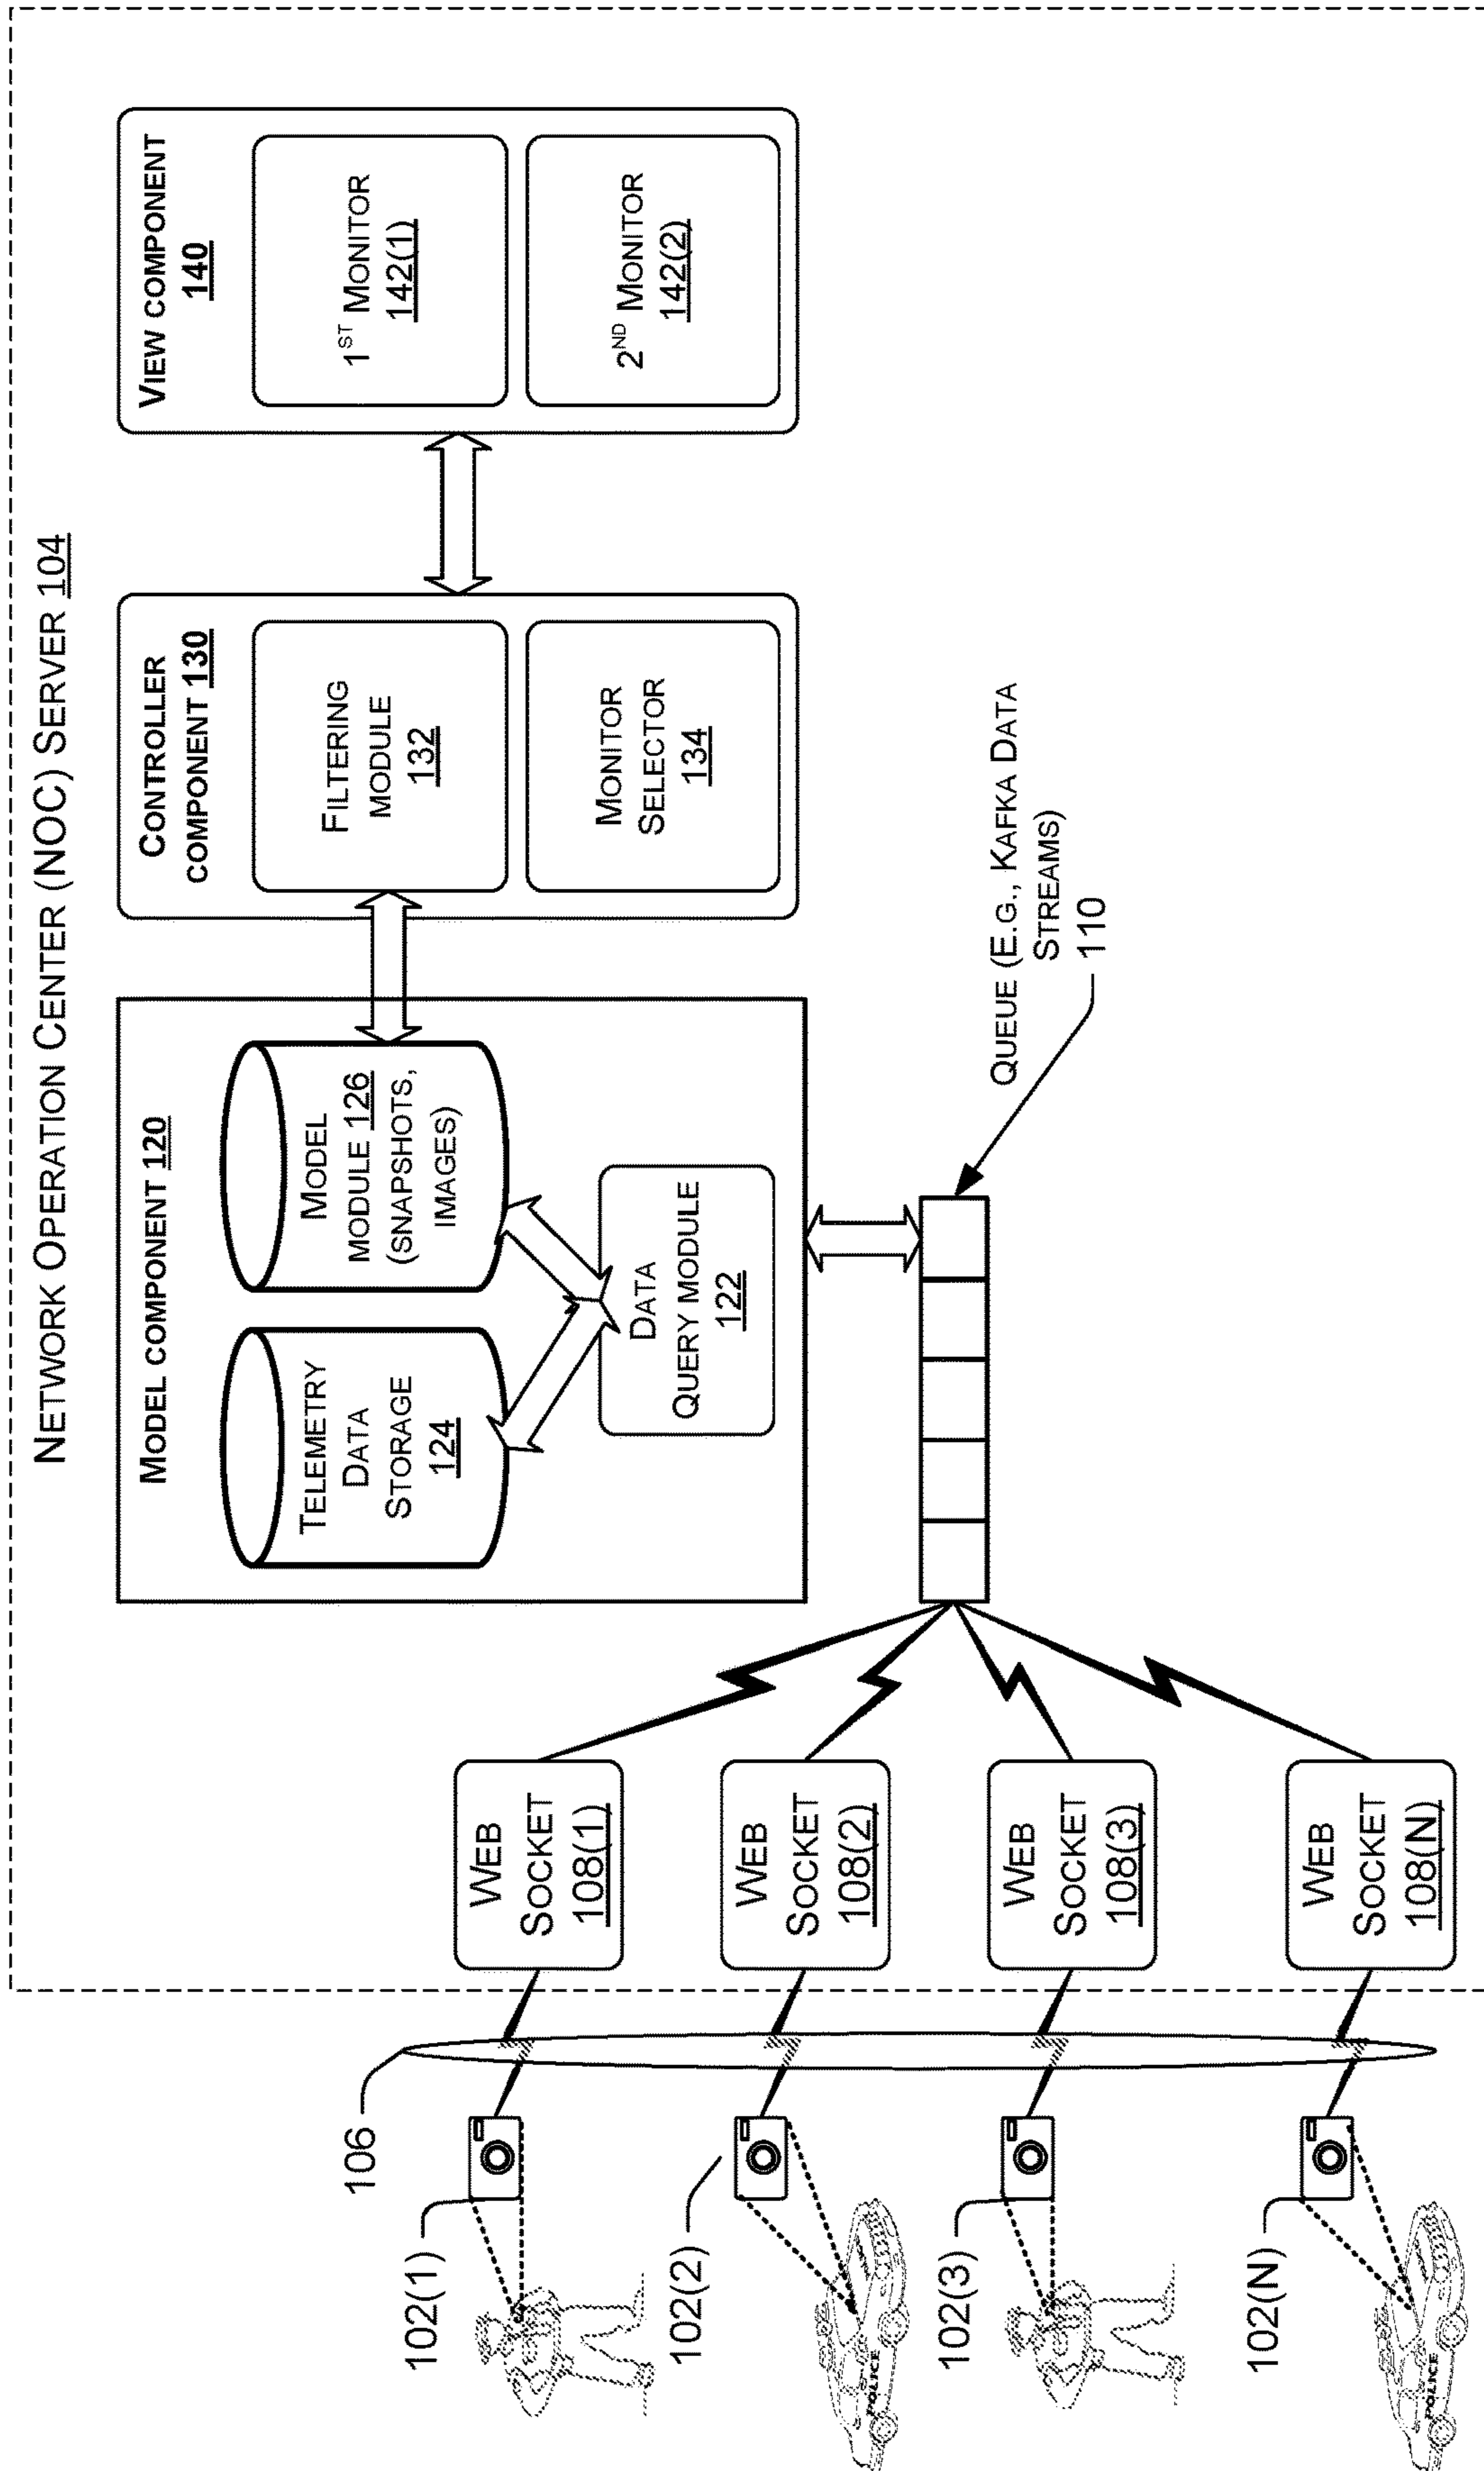 NETWORK OPERATION CENTER (NOC) SERVER 104
MODEL COMPONENT 120
TELEMETRY
DATA
STORAGE
124
MODEL
MODULE 126
(SNAPSHOTS,
IMAGES)
DATA
QUERY MODULE
122
CONTROLLER
COMPONENT 130
FILTERING
MODULE
132
MONITOR
SELECTOR
134
VIEW COMPONENT
140
1ST MONITOR
142(1)
2ND MONITOR
142(2)
QUEUE (E.G., KAFKA DATA
STREAMS)
110
106
102(1)
WEB
SOCKET
108(1)
102(2)
POLICE
WEB
SOCKET
108(2)
102(3)
WEB
SOCKET
108(3)
102(N)
POLICE
WEB
SOCKET
108(N)